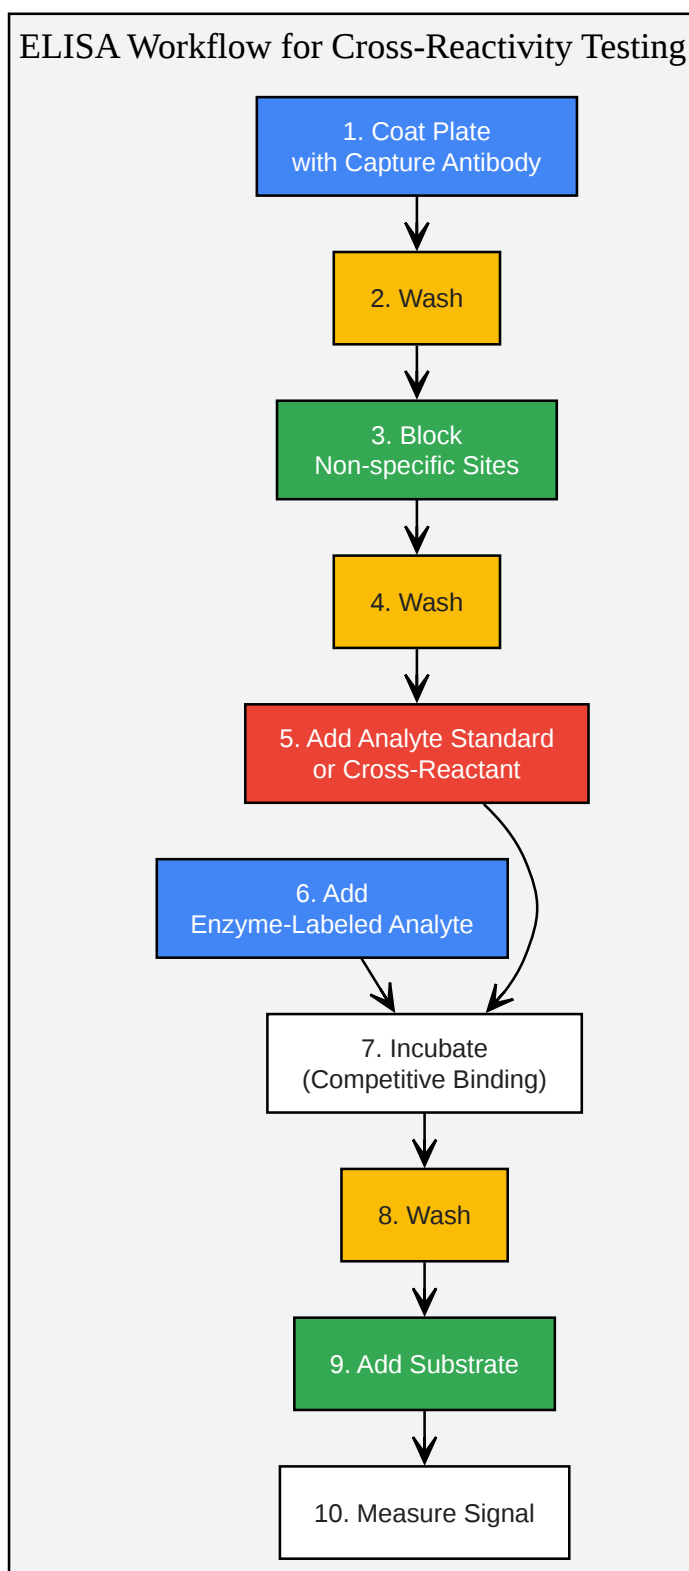 ELISA Workflow for Cross-Reactivity Testing
1. Coat Plate
with Capture Antibody
2. Wash
3. Block
Non-specific Sites
4. Wash
5. Add Analyte Standard
or Cross-Reactant
6. Add
Enzyme-Labeled Analyte
7. Incubate
(Competitive Binding)
8. Wash
9. Add Substrate
10. Measure Signal